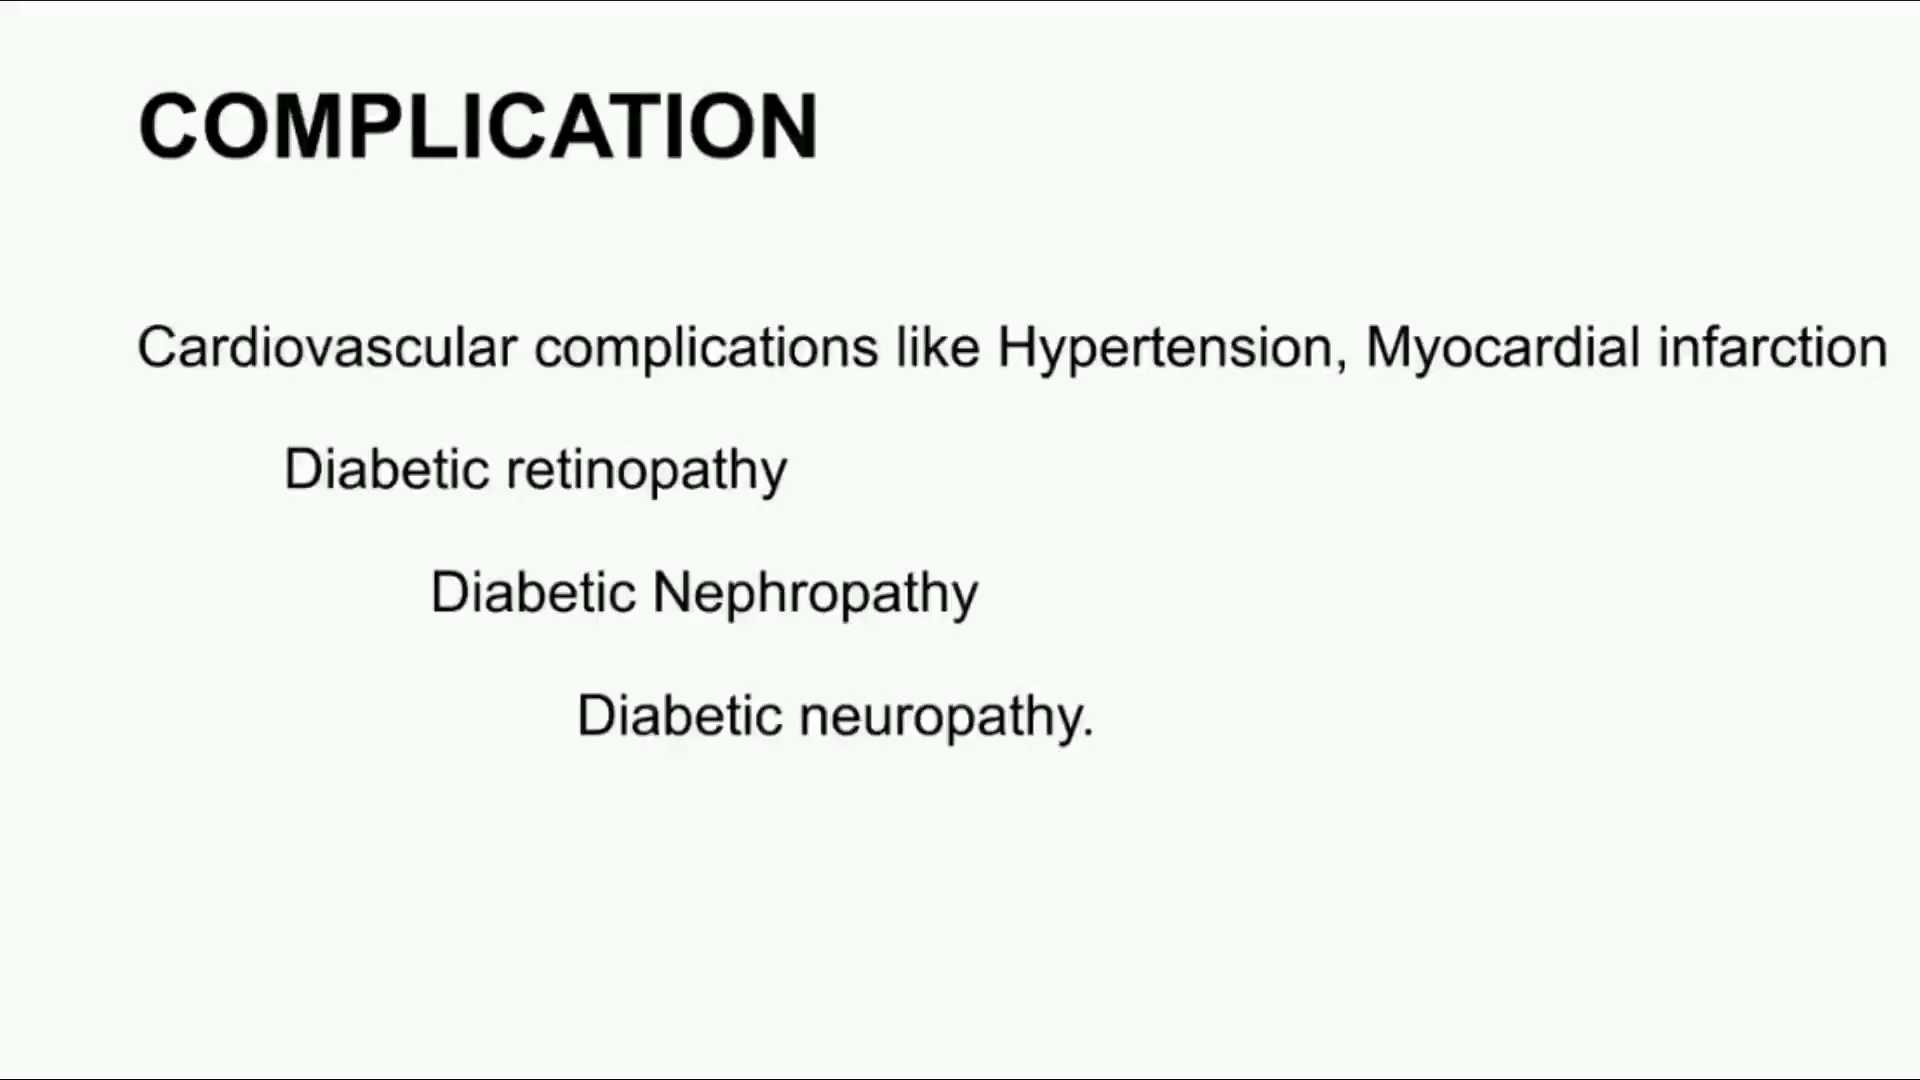 COMPLICATION
Cardiovascular complications like Hypertension, Myocardial infarction
Diabetic retinopathy
Diabetic Nephropathy
Diabetic neuropathy.